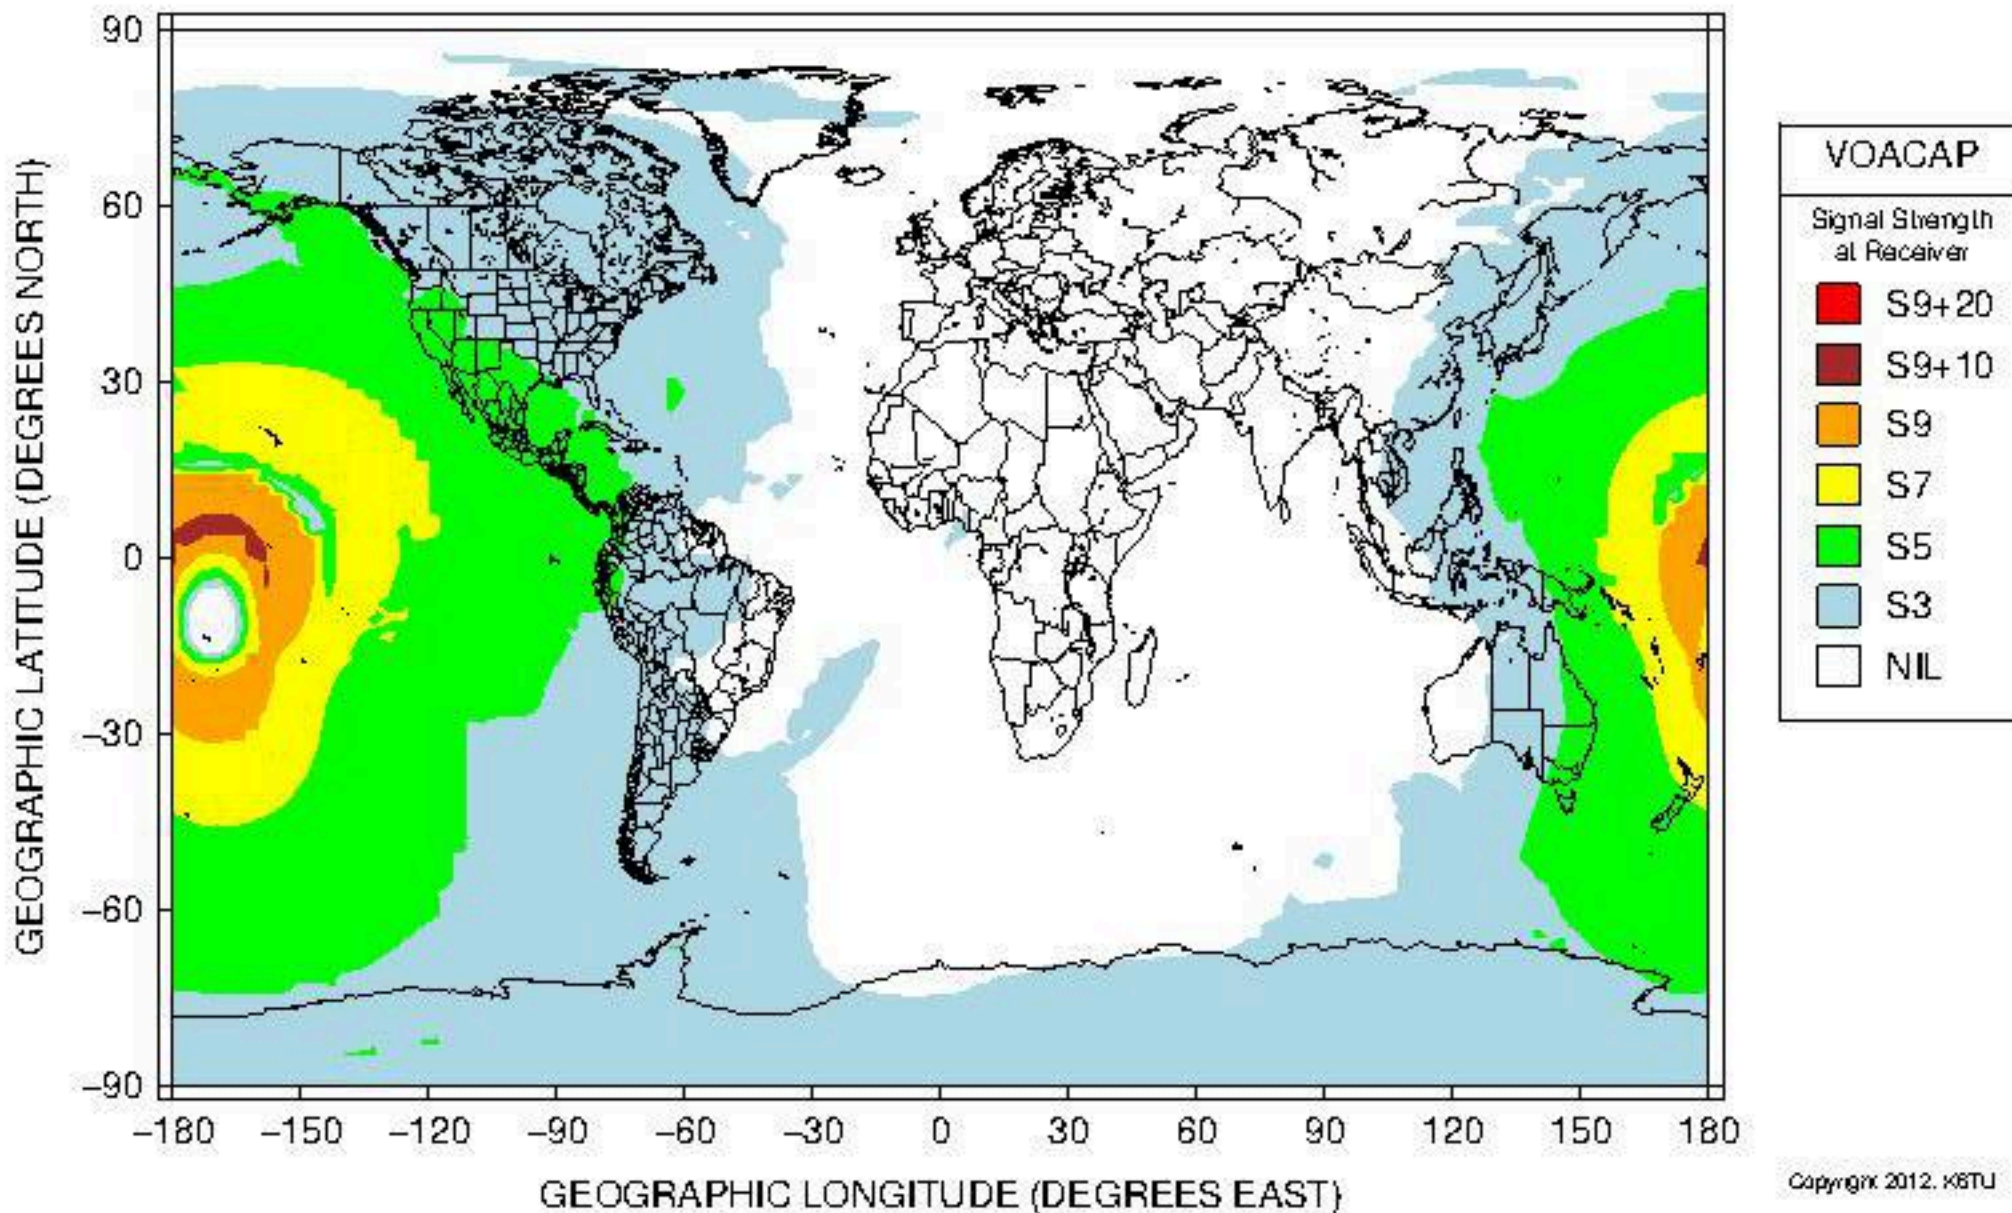 90
60
30
0
−30
−60
−90
GEOGRAPHIC LATITUDE (DEGREES NORTH)
−180 −150 −120 −90 −60 −30 0 30 60 90 120 150 180
GEOGRAPHIC LONGITUDE (DEGREES EAST)
VOACAP
Signal Strength
at Receiver
S9+20
S9+10
S9
S7
S5
S3
NIL
Copyright 2012, K6TU